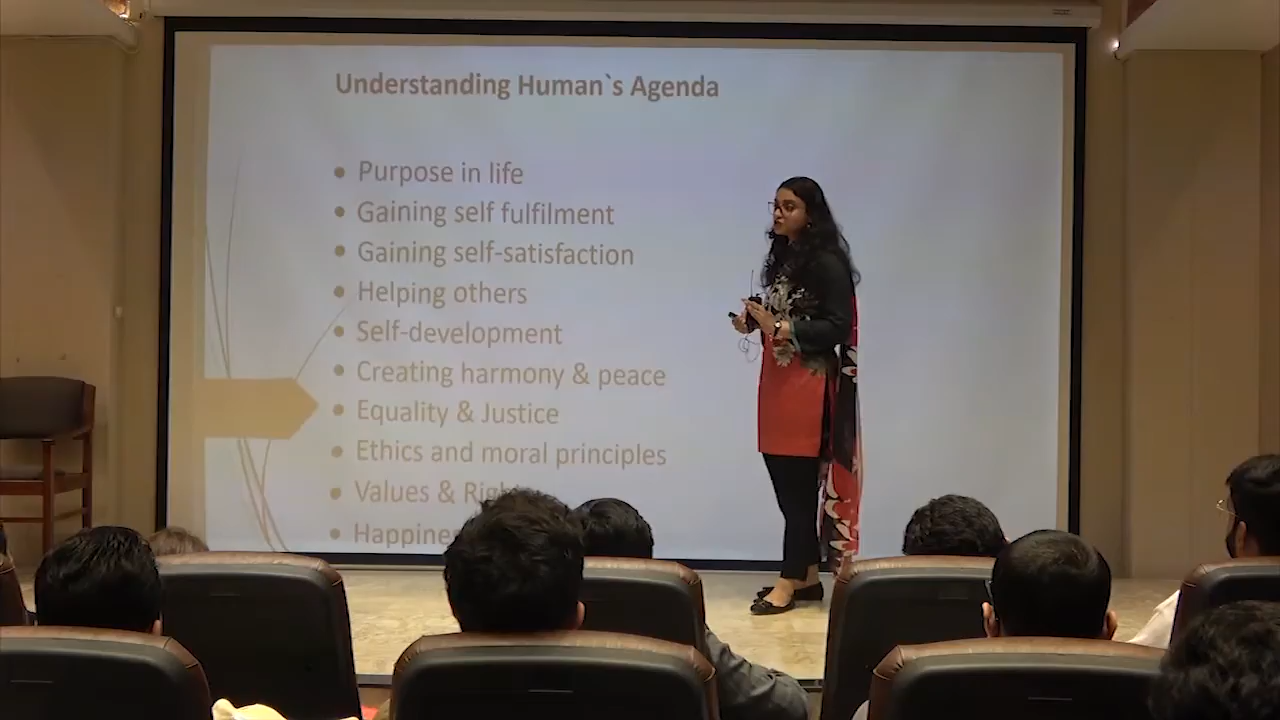 Understanding Human`s Agenda
• Purpose in life
• Gaining self fulfilment
• Gaining self-satisfaction
• Helping others
• Self-development
• Creating harmony & peace
• Equality & Justice
• Ethics and moral principles
• Values &
•